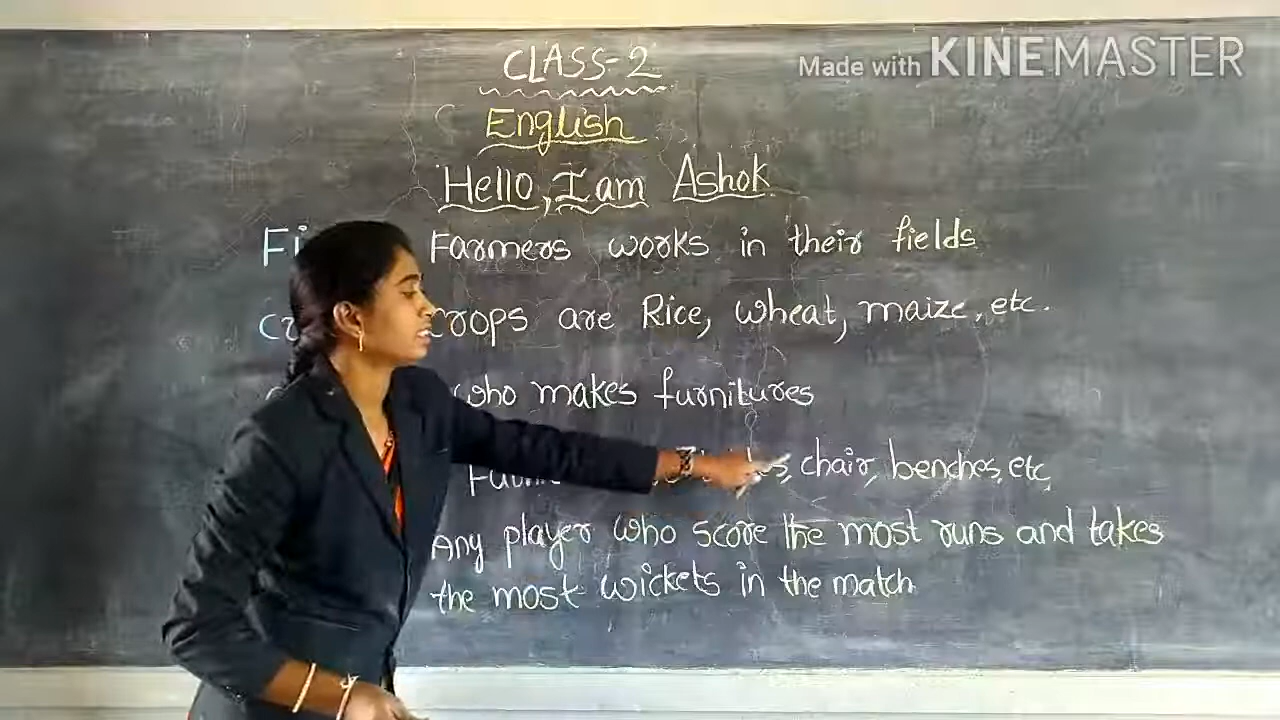 Made with KINEMASTER
CLASS-2
English
Hello, I am Ashok
Farmers works in their fields
crops are Rice, wheat, maize, etc.
who makes furnitures
chair, benches, etc,
Any player who score the most runs and takes
the most wickets in the match